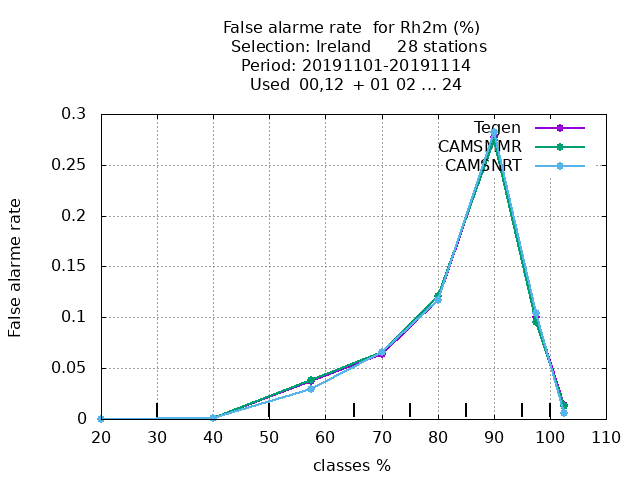 False alarme rate  for Rh2m (%)
Selection: Ireland     28 stations
Period: 20191101-20191114
Used  00,12  + 01 02 ... 24
Tegen
CAMSNMR
CAMSNRT
False alarme rate
0.3
0.25
0.2
0.15
0.1
0.05
0
20 30 40 50 60 70 80 90 100 110
classes %